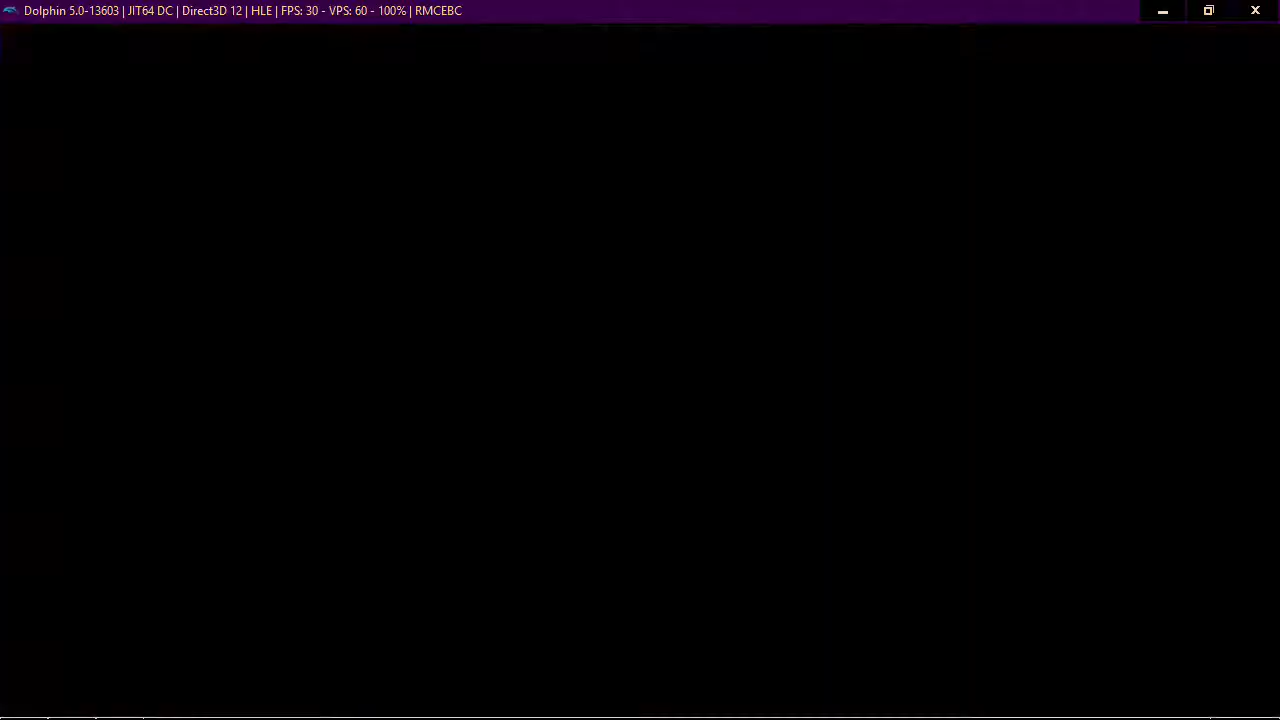 Dolphin 5.0-13603 | JIT64 DC | Direct3D 12 | HLE | FPS: 30 - VPS: 60 - 100% | RMCEBC